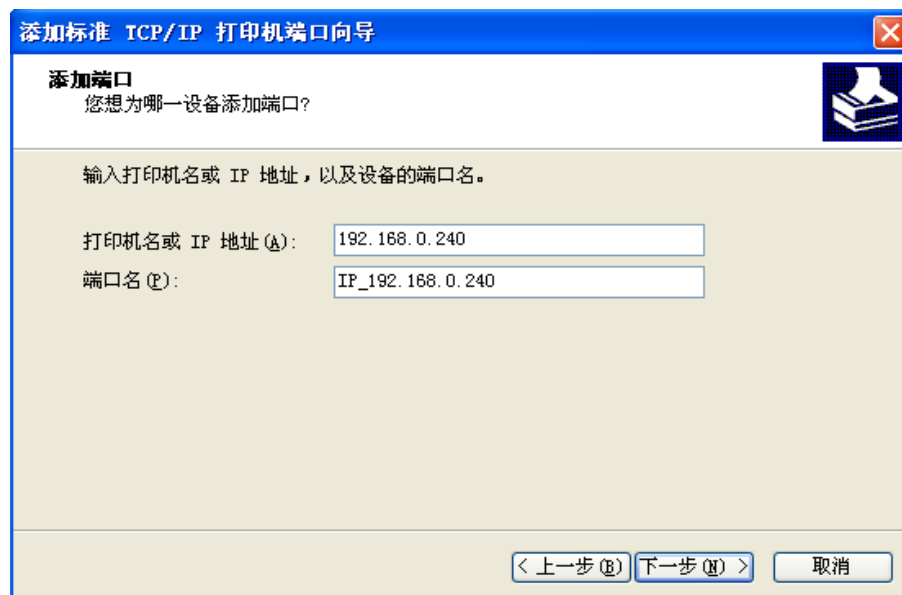 添加标准 TCP/IP 打印机端口向导
添加端口
您想为哪一设备添加端口?
输入打印机名或 IP 地址，以及设备的端口名。
打印机名或 IP 地址(A): 192.168.0.240
端口名(P): IP_192.168.0.240
< 上一步(B) 下一步(N) > 取消